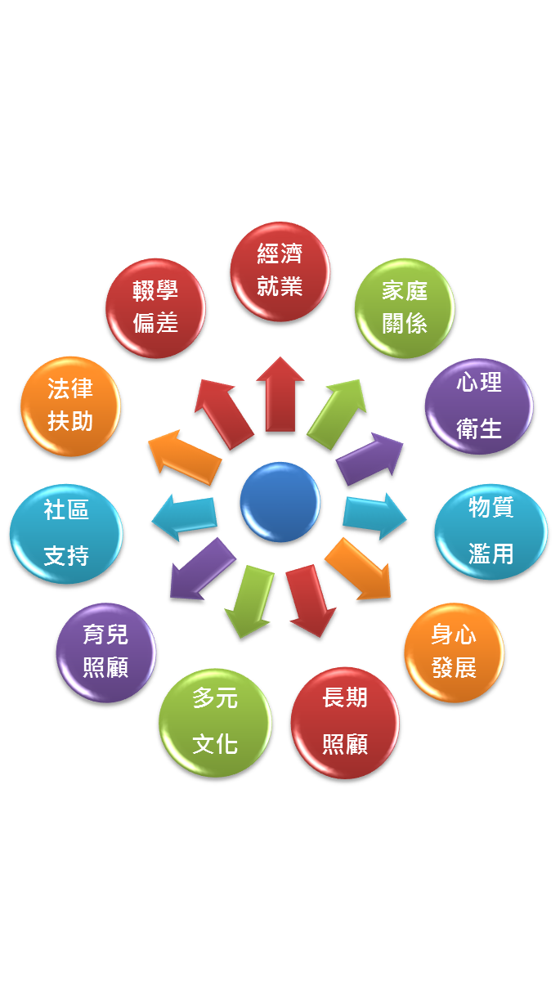 經濟
就業
家庭
關係
心理
衛生
物質
濫用
身心
發展
長期
照顧
多元
文化
育兒
照顧
社區
支持
法律
扶助
輟學
偏差